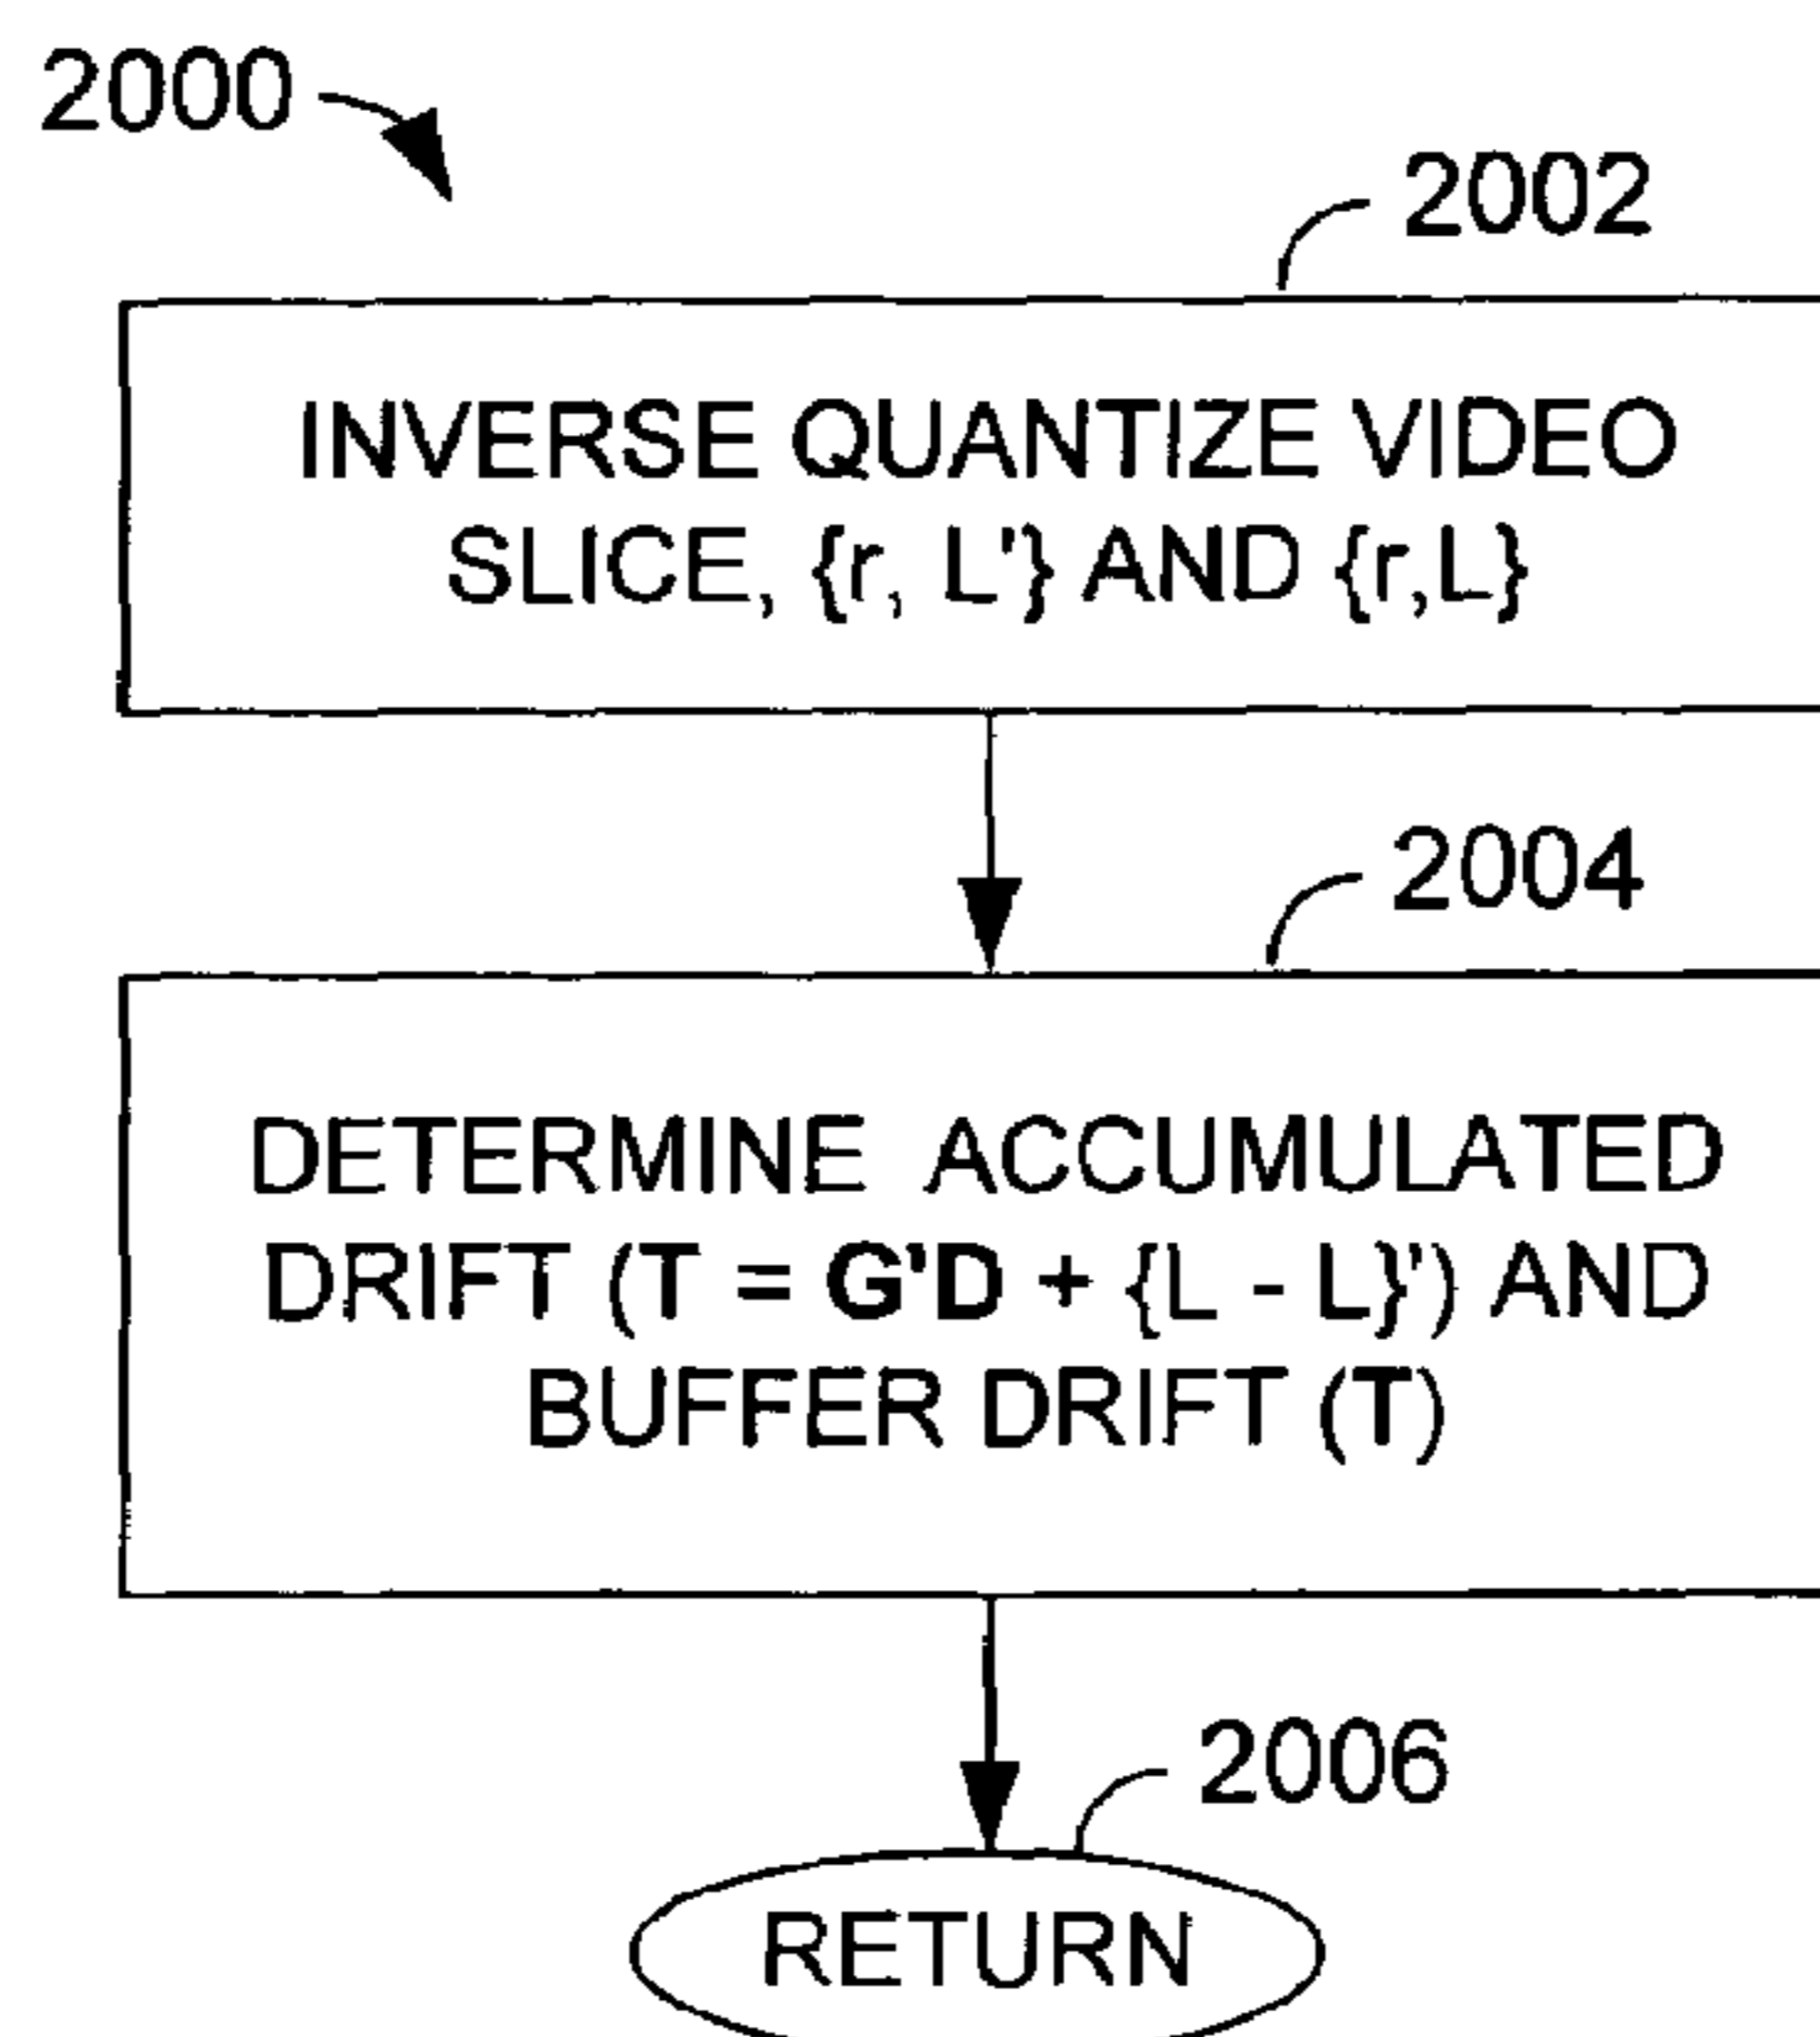 2000
2002
INVERSE QUANTIZE VIDEO
SLICE, {r, L'} AND {r,L}
2004
DETERMINE ACCUMULATED
DRIFT (T = G'D + {L - L}') AND
BUFFER DRIFT (T)
2006
RETURN